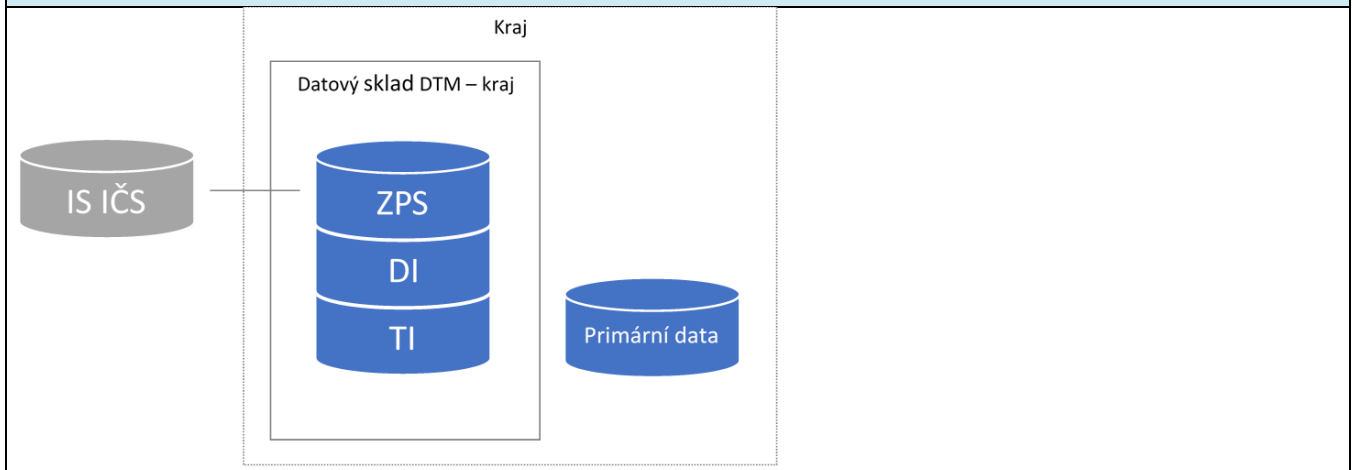 Kraj
Datový sklad DTM – kraj
IS IČS
ZPS
DI
TI
Primární data